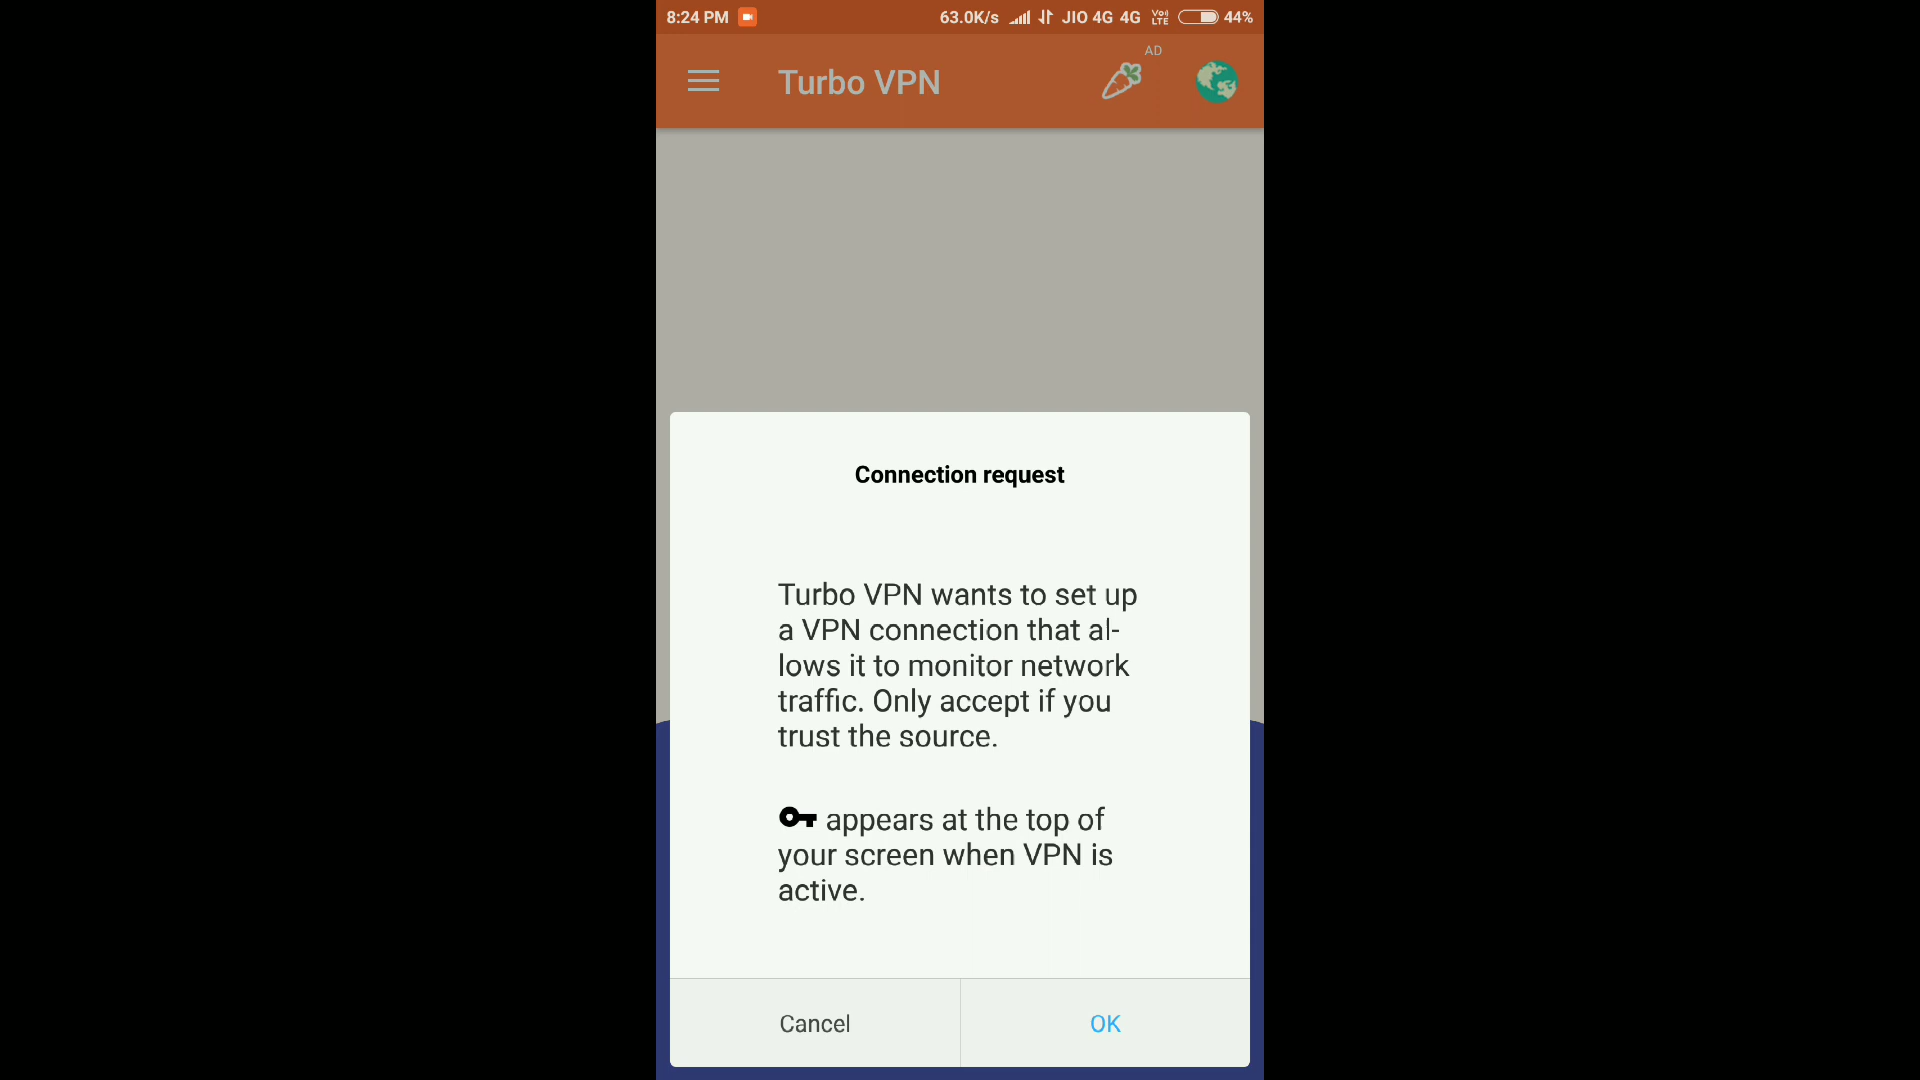 8:24 PM 63.0K/s JIO 4G 4G VoLTE 44%
AD
Turbo VPN
Connection request
Turbo VPN wants to set up
a VPN connection that al-
lows it to monitor network
traffic. Only accept if you
trust the source.
appears at the top of
your screen when VPN is
active.
Cancel OK